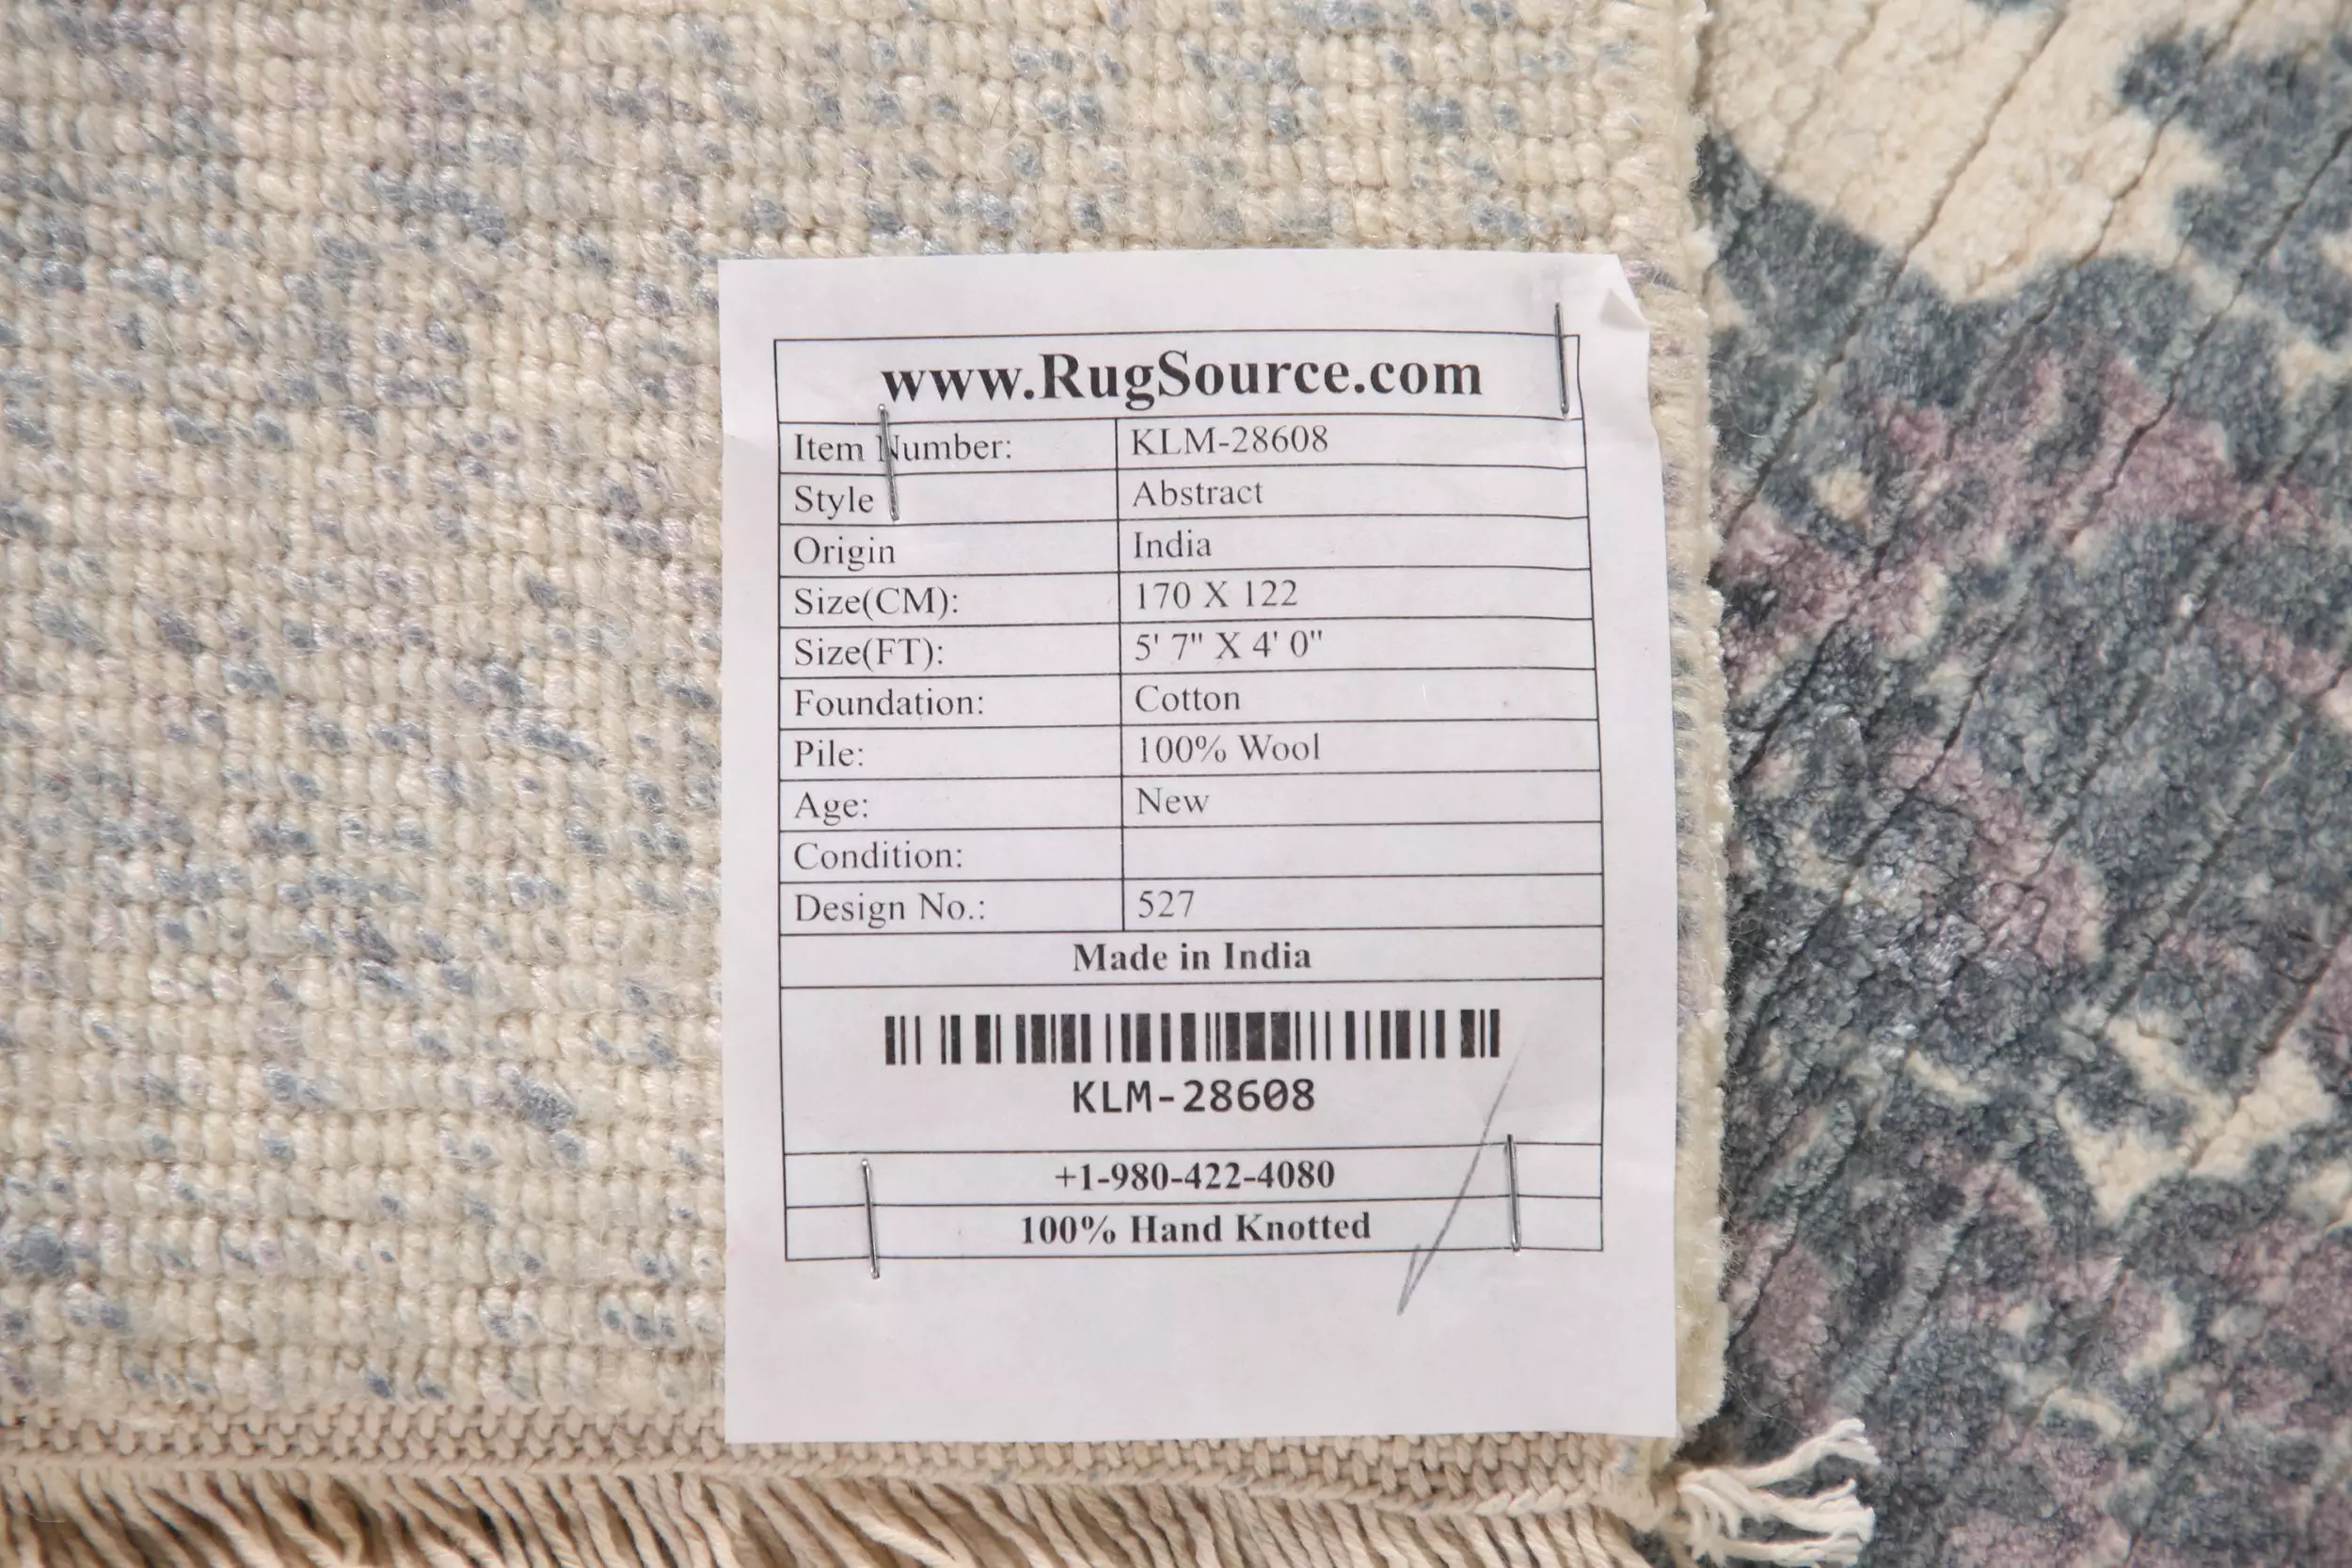 www.RugSource.com
Item Number: KLM-28608
Style Abstract
Origin India
Size(CM): 170 X 122
Size(FT): 5' 7" X 4' 0"
Foundation: Cotton
Pile: 100% Wool
Age: New
Condition:
Design No.: 527
Made in India
KLM-28608
+1-980-422-4080
100% Hand Knotted